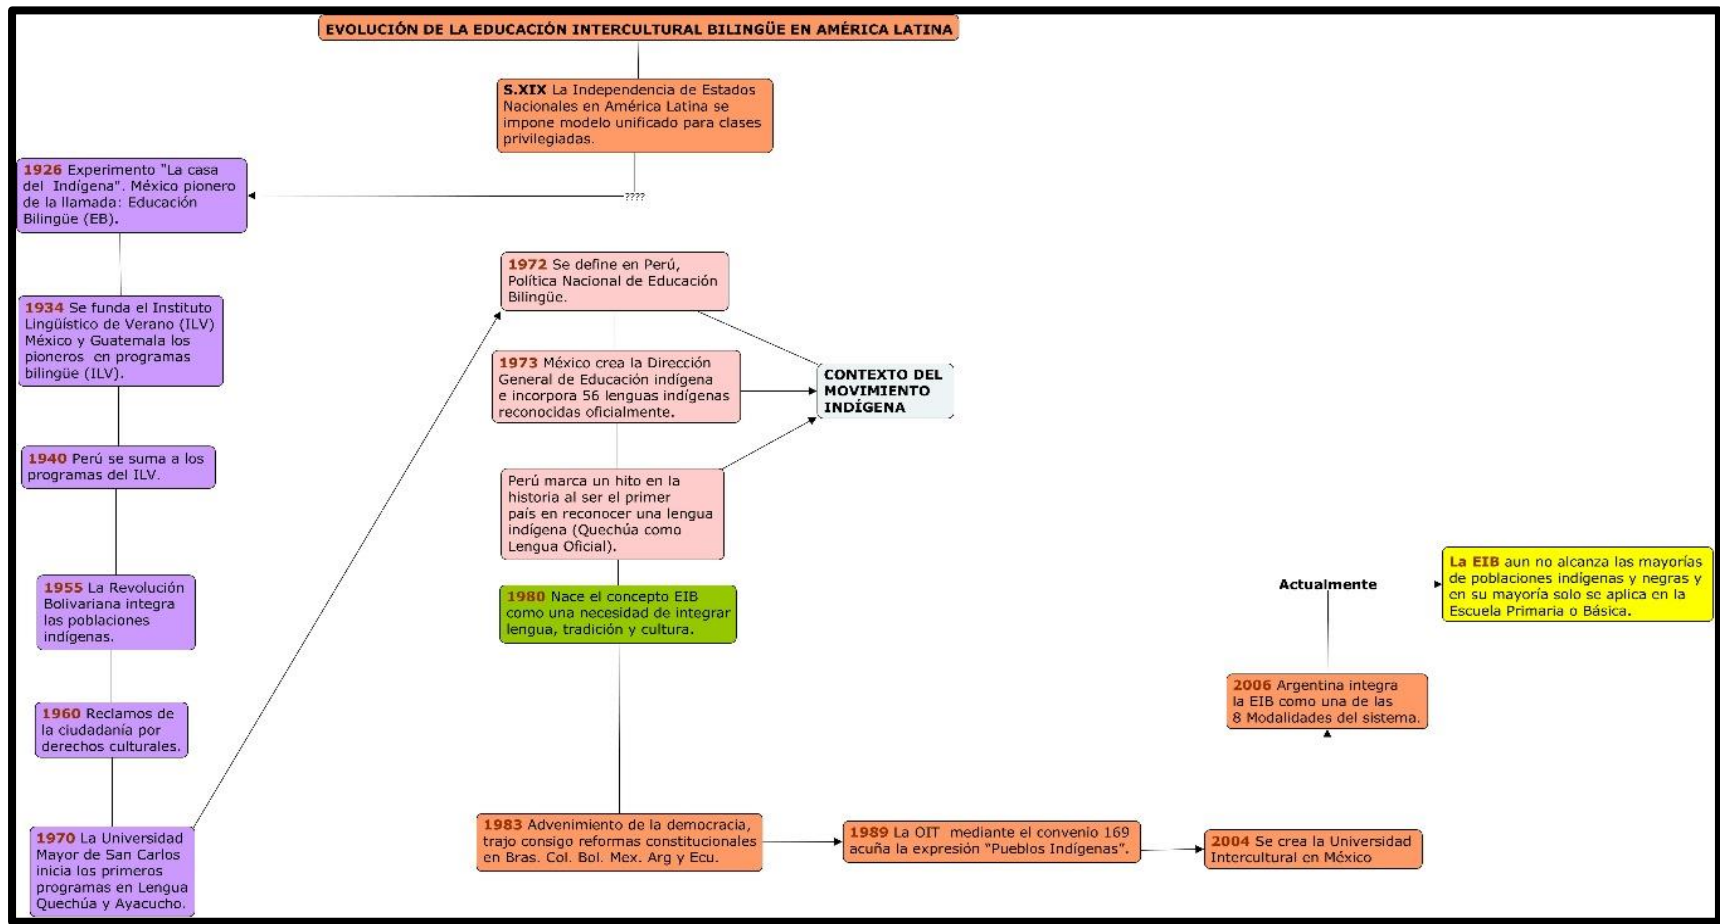 EVOLUCIÓN DE LA EDUCACIÓN INTERCULTURAL BILINGÜE EN AMÉRICA LATINA
S.XIX La Independencia de Estados
Nacionales en América Latina se
impone modelo unificado para clases
privilegiadas.
????
1926 Experimento "La casa
del Indígena". México pionero
de la llamada: Educación
Bilingüe (EB).
1934 Se funda el Instituto
Lingüístico de Verano (ILV)
México y Guatemala los
pioneros en programas
bilingüe (ILV).
1940 Perú se suma a los
programas del ILV.
1955 La Revolución
Bolivariana integra
las poblaciones
indígenas.
1960 Reclamos de
la ciudadanía por
derechos culturales.
1970 La Universidad
Mayor de San Carlos
inicia los primeros
programas en Lengua
Quechúa y Ayacucho.
1972 Se define en Perú,
Política Nacional de Educación
Bilingüe.
1973 México crea la Dirección
General de Educación indígena
e incorpora 56 lenguas indígenas
reconocidas oficialmente.
CONTEXTO DEL
MOVIMIENTO
INDÍGENA
Perú marca un hito en la
historia al ser el primer
país en reconocer una lengua
indígena (Quechúa como
Lengua Oficial).
1980 Nace el concepto EIB
como una necesidad de integrar
lengua, tradición y cultura.
1983 Advenimiento de la democracia,
trajo consigo reformas constitucionales
en Bras. Col. Bol. Mex. Arg y Ecu.
1989 La OIT mediante el convenio 169
acuña la expresión “Pueblos Indígenas”.
2004 Se crea la Universidad
Intercultural en México
2006 Argentina integra
la EIB como una de las
8 Modalidades del sistema.
Actualmente
La EIB aun no alcanza las mayorías
de poblaciones indígenas y negras y
en su mayoría solo se aplica en la
Escuela Primaria o Básica.